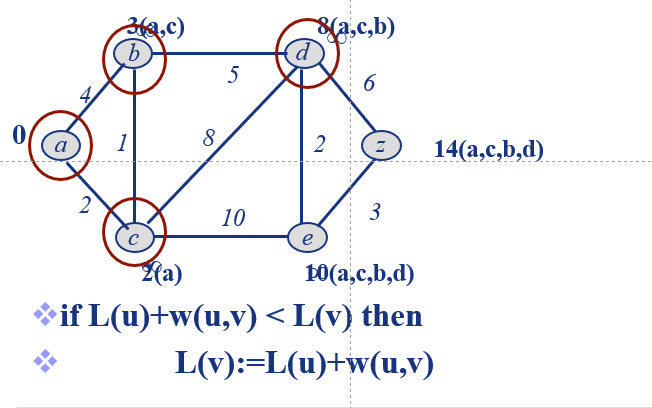 3(a,c)
8(a,c,b)
∞
∞
b
d
5
6
4
0
a
1
8
2
z
14(a,c,b,d)
2
10
3
c
e
∞
2(a)
10(a,c,b,d)
if L(u)+w(u,v) < L(v) then
L(v):=L(u)+w(u,v)